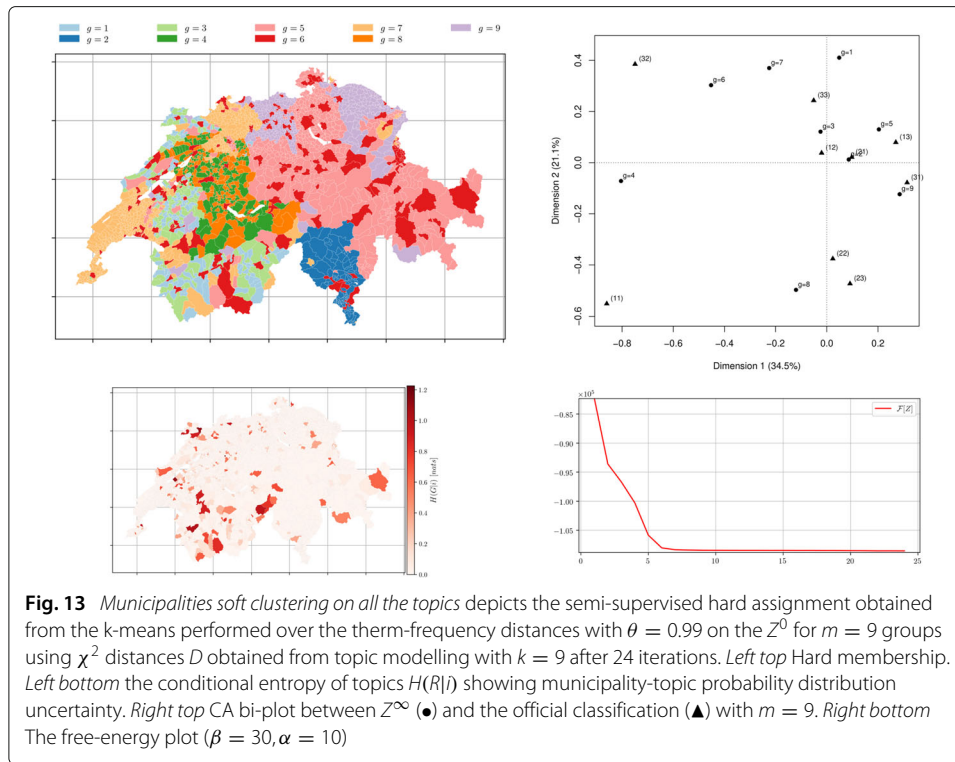 g = 1 g = 3 g = 5 g = 7 g = 9
g = 2 g = 4 g = 6 g = 8
(32)
g=1
g=7
g=6
(33)
g=3
g=5
(12)
(13)
(21)
g=2
(31)
g=4
g=9
(22)
(23)
g=8
(11)
0.4
0.2
0.0
−0.2
−0.4
−0.6
Dimension 2 (21.1%)
−0.8 −0.6 −0.4 −0.2 0.0 0.2
Dimension 1 (34.5%)
1.2
1.0
0.8
0.6
0.4
0.2
0.0
H(G|i) [nats]
×10⁵
−0.85
−0.90
−0.95
−1.00
−1.05
0 5 10 15 20 25
F[Z]
Fig. 13 Municipalities soft clustering on all the topics depicts the semi-supervised hard assignment obtained
from the k-means performed over the therm-frequency distances with θ = 0.99 on the Z⁰ for m = 9 groups
using χ² distances D obtained from topic modelling with k = 9 after 24 iterations. Left top Hard membership.
Left bottom the conditional entropy of topics H(R|i) showing municipality-topic probability distribution
uncertainty. Right top CA bi-plot between Z∞ (●) and the official classification (▲) with m = 9. Right bottom
The free-energy plot (β = 30, α = 10)